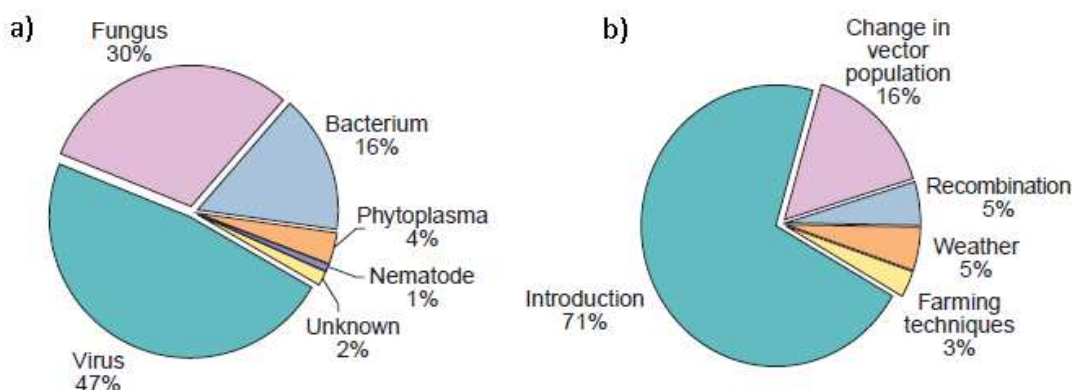 a)
Fungus
30%
Bacterium
16%
Phytoplasma
4%
Nematode
1%
Unknown
2%
Virus
47%
b)
Change in
vector
population
16%
Recombination
5%
Weather
5%
Farming
techniques
3%
Introduction
71%